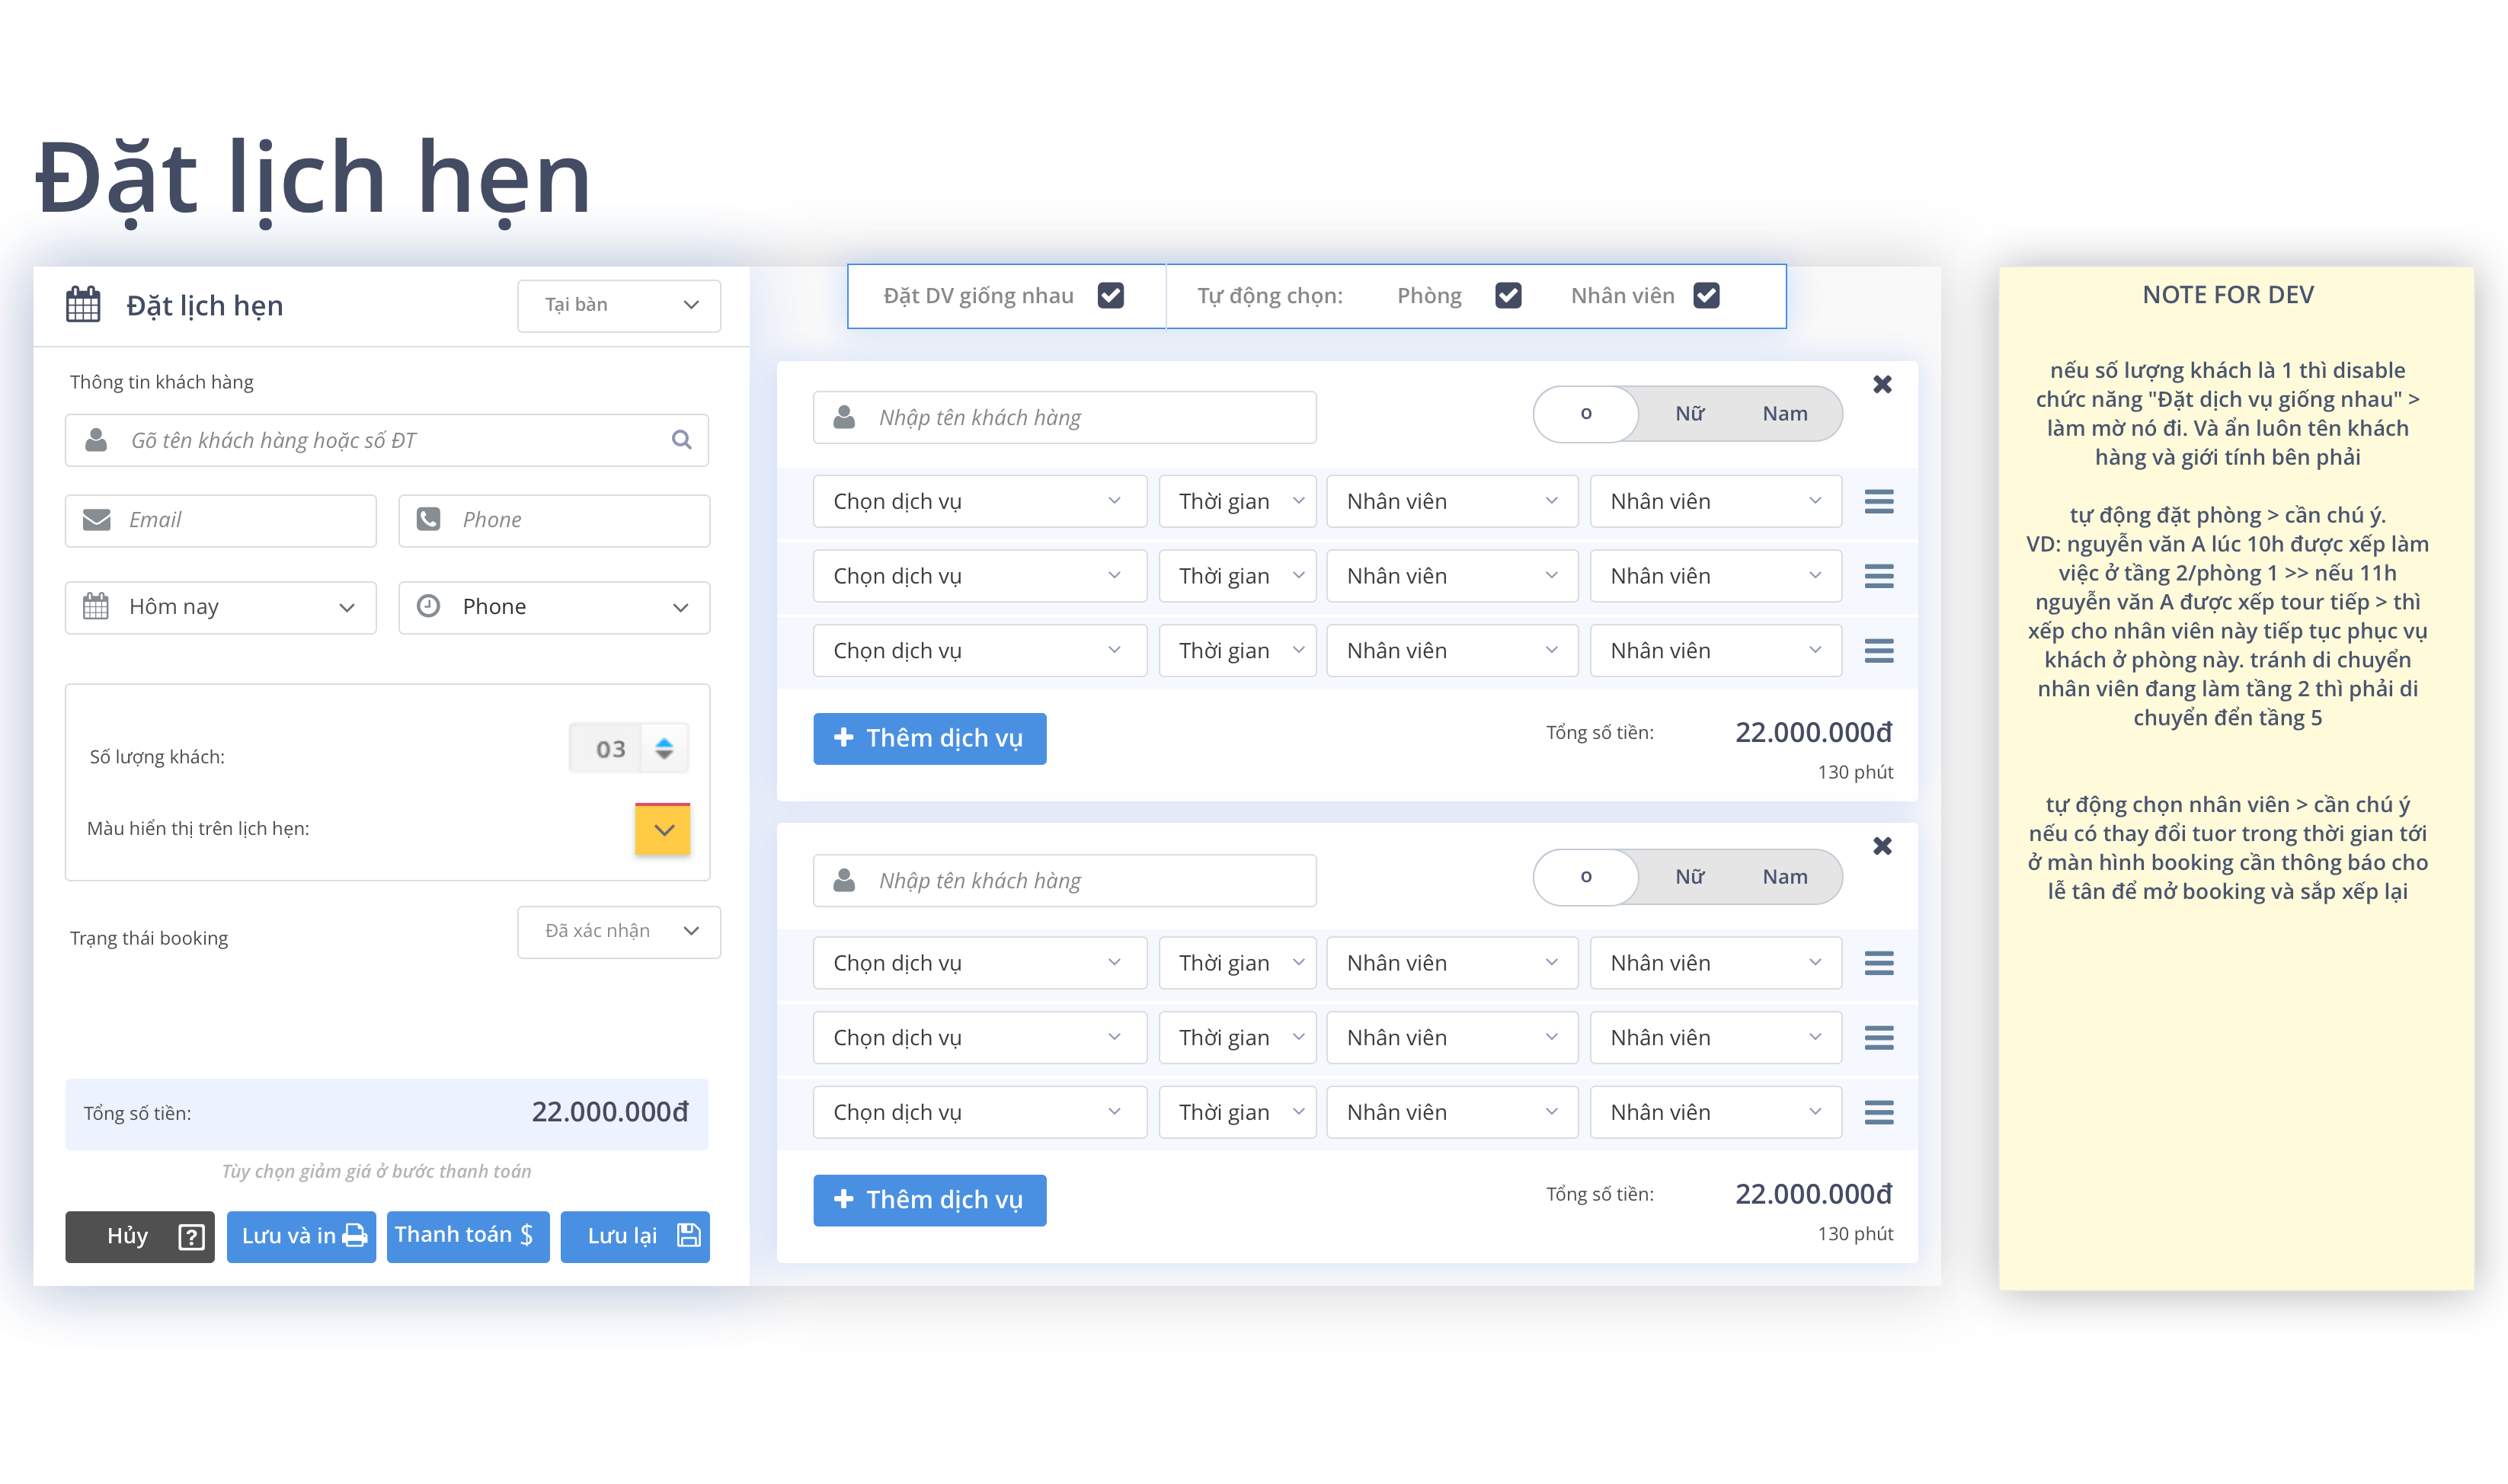 Đặt lịch hẹn
Đặt lịch hẹn
Tại bàn
Thông tin khách hàng
Gõ tên khách hàng hoặc số ĐT
Email
Phone
Hôm nay
Phone
Số lượng khách:
03
Màu hiển thị trên lịch hẹn:
Trạng thái booking
Đã xác nhận
Tổng số tiền:
22.000.000đ
Tùy chọn giảm giá ở bước thanh toán
Hủy
Lưu và in
Thanh toán $
Lưu lại
Đặt DV giống nhau
Tự động chọn:
Phòng
Nhân viên
Nhập tên khách hàng
o
Nữ
Nam
Chọn dịch vụ
Thời gian
Nhân viên
Nhân viên
Chọn dịch vụ
Thời gian
Nhân viên
Nhân viên
Chọn dịch vụ
Thời gian
Nhân viên
Nhân viên
Thêm dịch vụ
Tổng số tiền:
22.000.000đ
130 phút
Nhập tên khách hàng
o
Nữ
Nam
Chọn dịch vụ
Thời gian
Nhân viên
Nhân viên
Chọn dịch vụ
Thời gian
Nhân viên
Nhân viên
Chọn dịch vụ
Thời gian
Nhân viên
Nhân viên
Thêm dịch vụ
Tổng số tiền:
22.000.000đ
130 phút
NOTE FOR DEV
nếu số lượng khách là 1 thì disable
chức năng "Đặt dịch vụ giống nhau" >
làm mờ nó đi. Và ẩn luôn tên khách
hàng và giới tính bên phải
tự động đặt phòng > cần chú ý.
VD: nguyễn văn A lúc 10h được xếp làm
việc ở tầng 2/phòng 1 >> nếu 11h
nguyễn văn A được xếp tour tiếp > thì
xếp cho nhân viên này tiếp tục phục vụ
khách ở phòng này. tránh di chuyển
nhân viên đang làm tầng 2 thì phải di
chuyển đển tầng 5
tự động chọn nhân viên > cần chú ý
nếu có thay đổi tuor trong thời gian tới
ở màn hình booking cần thông báo cho
lễ tân để mở booking và sắp xếp lại